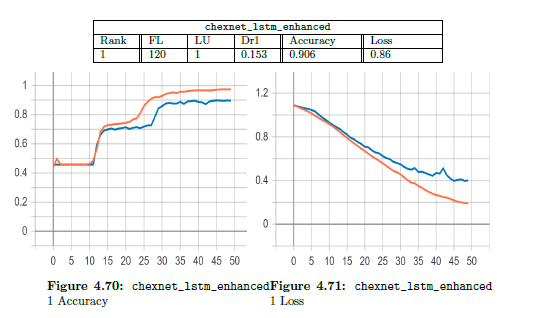 chexnet_lstm_enhanced
Rank FL LU Dr1 Accuracy Loss
1 120 1 0.153 0.906 0.86
1
0.8
0.6
0.4
0.2
0
0 5 10 15 20 25 30 35 40 45 50
1.2
0.8
0.4
0
0 5 10 15 20 25 30 35 40 45 50
Figure 4.70: chexnet_lstm_enhanced
1 Accuracy
Figure 4.71: chexnet_lstm_enhanced
1 Loss